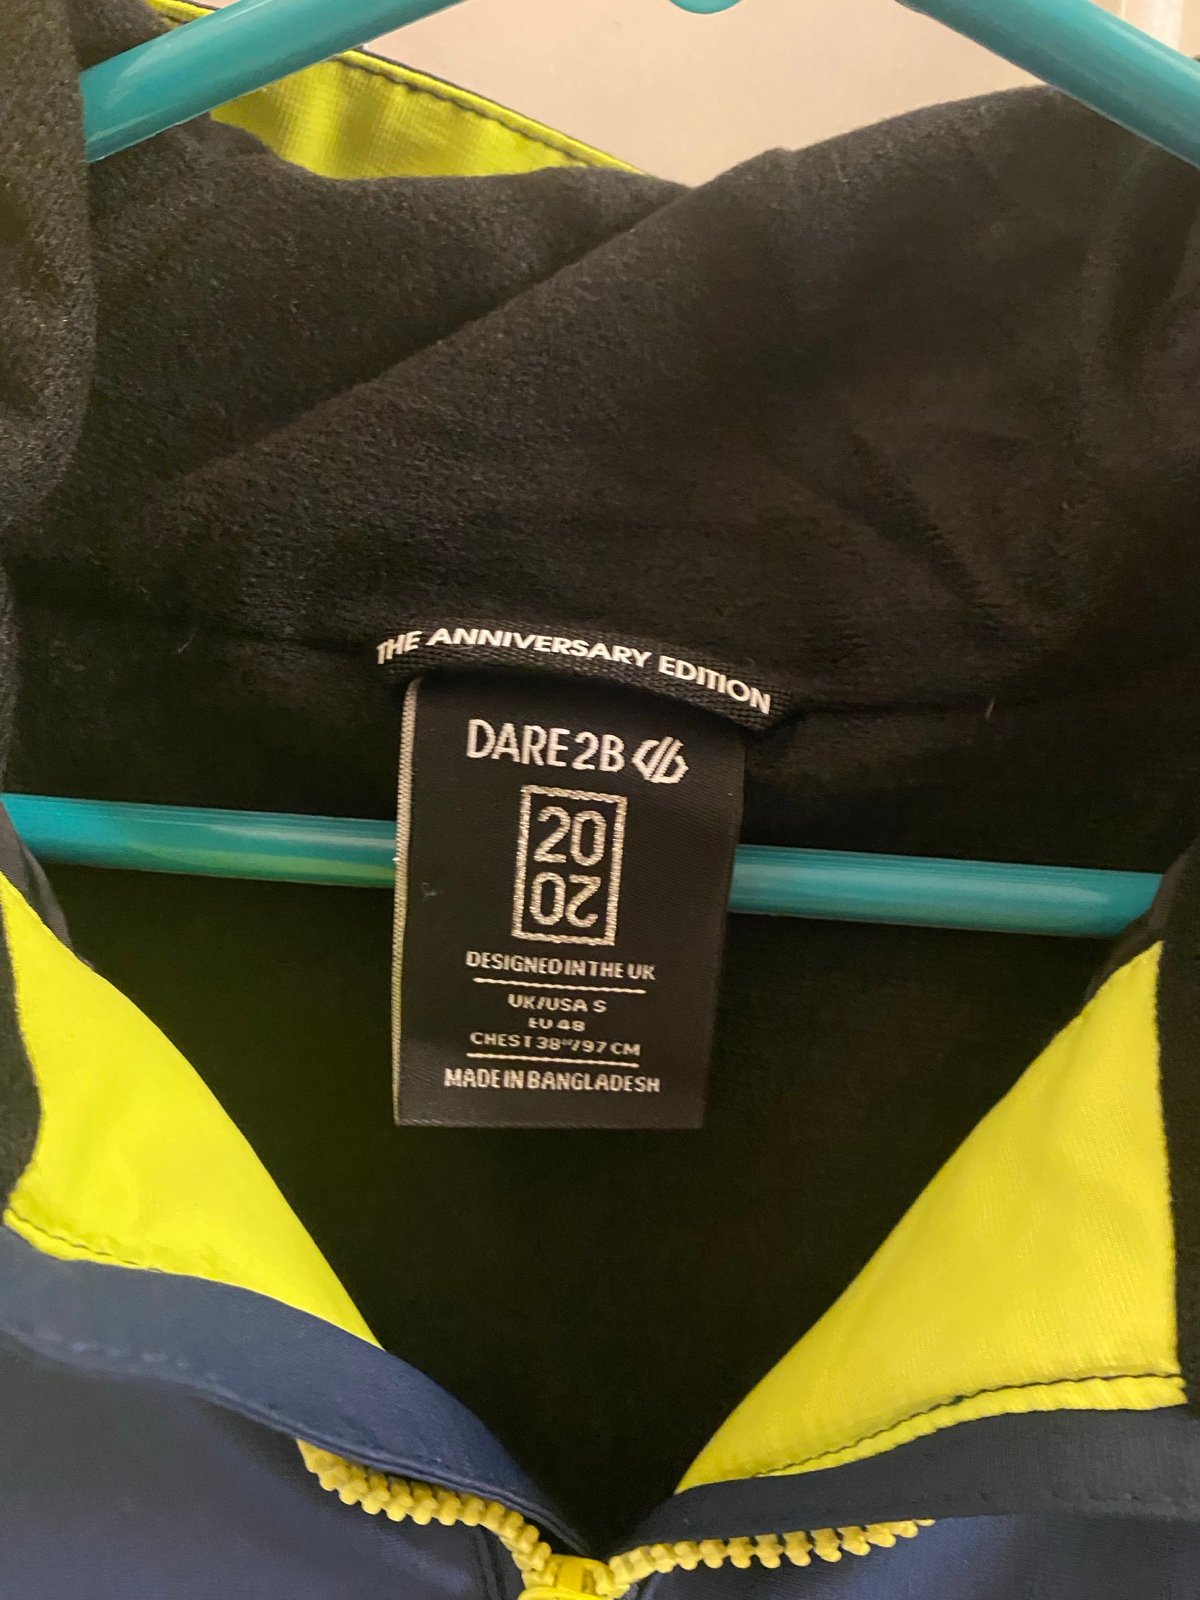 THE ANNIVERSARY EDITION
DARE2B
20
02
DESIGNED IN THE UK
UK/USA S
EU 48
CHEST 38"/97 CM
MADE IN BANGLADESH